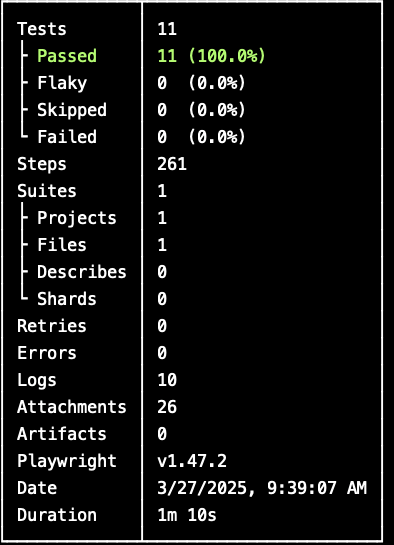 Tests 11
Passed 11 (100.0%)
Flaky 0 (0.0%)
Skipped 0 (0.0%)
Failed 0 (0.0%)
Steps 261
Suites 1
Projects 1
Files 1
Describes 0
Shards 0
Retries 0
Errors 0
Logs 10
Attachments 26
Artifacts 0
Playwright v1.47.2
Date 3/27/2025, 9:39:07 AM
Duration 1m 10s